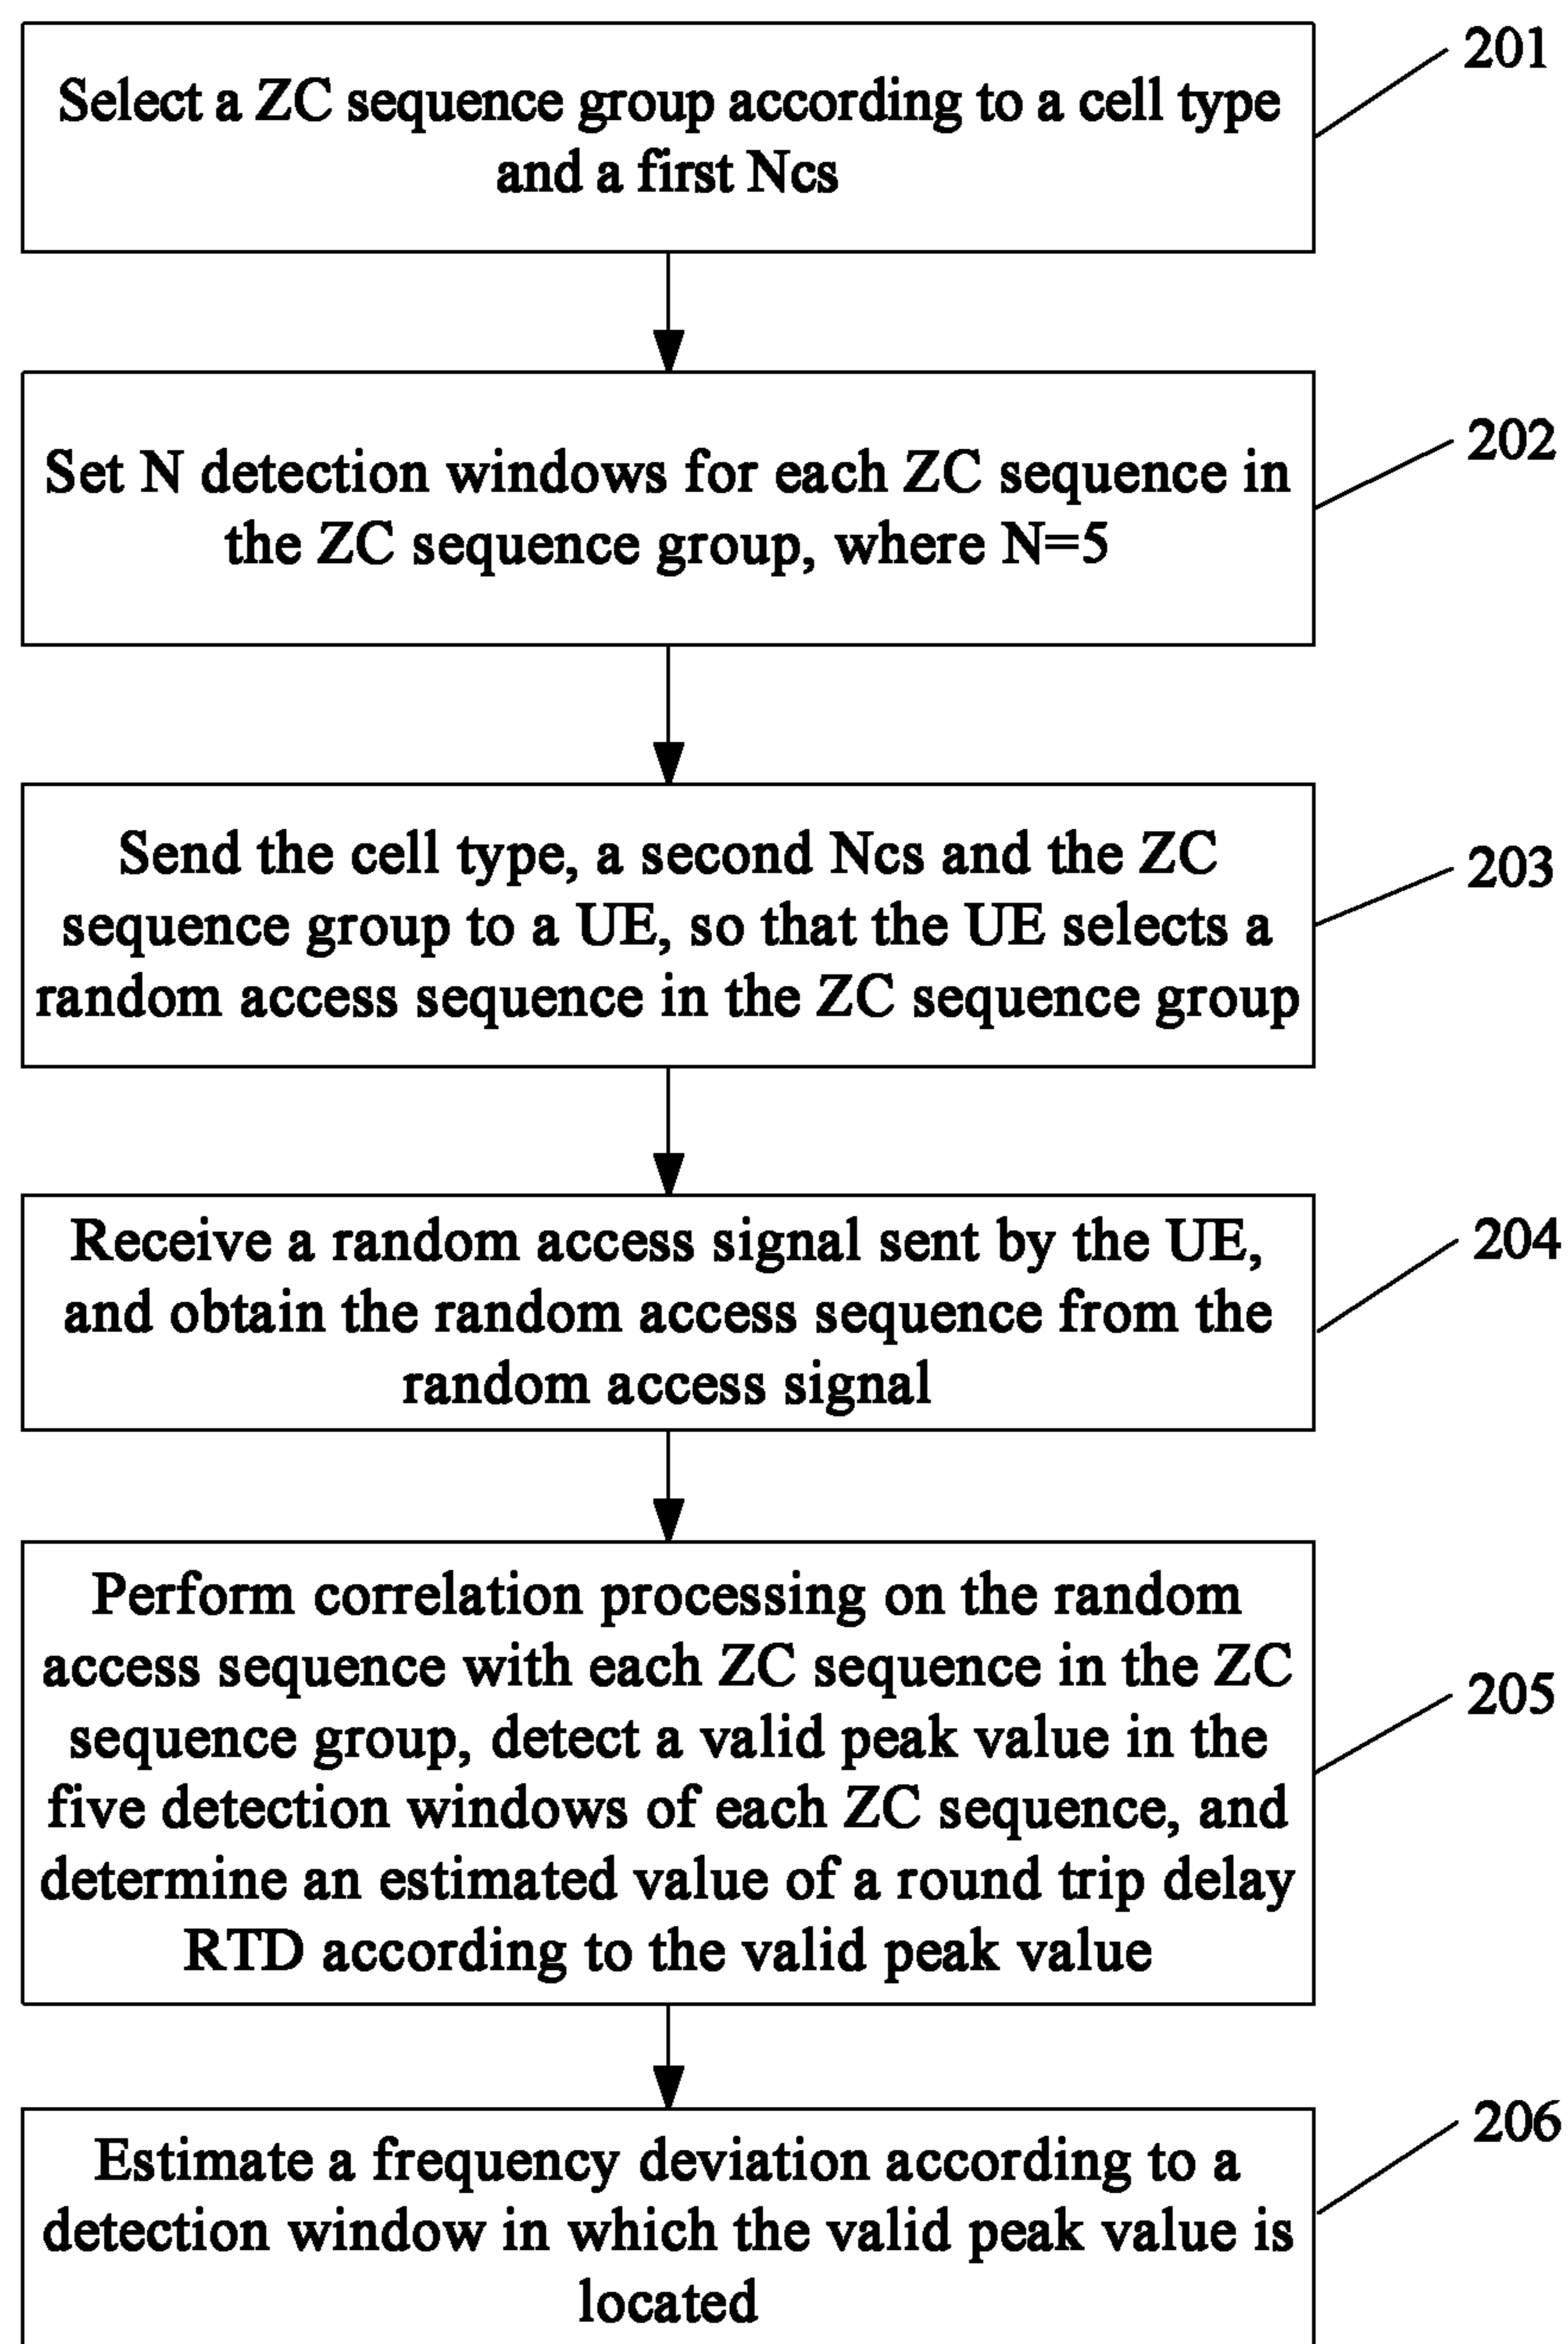 201
Select a ZC sequence group according to a cell type
and a first Ncs
202
Set N detection windows for each ZC sequence in
the ZC sequence group, where N=5
203
Send the cell type, a second Ncs and the ZC
sequence group to a UE, so that the UE selects a
random access sequence in the ZC sequence group
204
Receive a random access signal sent by the UE,
and obtain the random access sequence from the
random access signal
205
Perform correlation processing on the random
access sequence with each ZC sequence in the ZC
sequence group, detect a valid peak value in the
five detection windows of each ZC sequence, and
determine an estimated value of a round trip delay
RTD according to the valid peak value
206
Estimate a frequency deviation according to a
detection window in which the valid peak value is
located